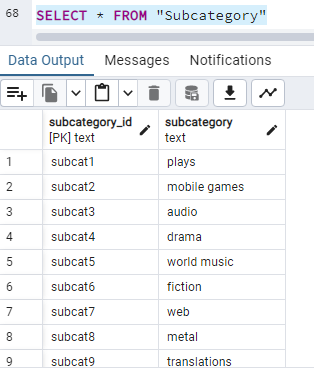 68 SELECT * FROM "Subcategory"
Data Output Messages Notifications
subcategory_id subcategory
[PK] text text
1 subcat1 plays
2 subcat2 mobile games
3 subcat3 audio
4 subcat4 drama
5 subcat5 world music
6 subcat6 fiction
7 subcat7 web
8 subcat8 metal
9 subcat9 translations